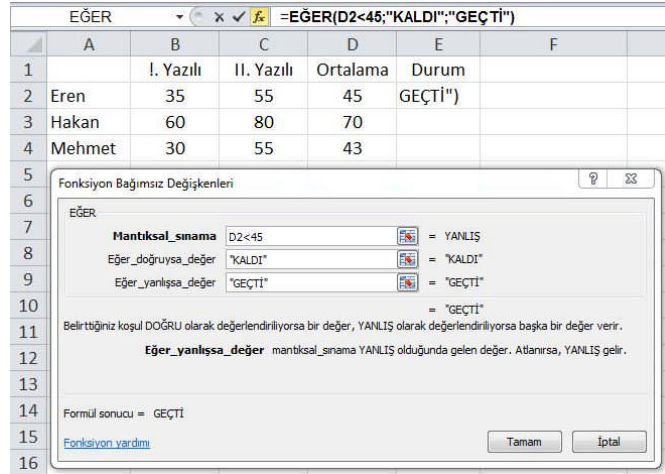 EĞER fx =EĞER(D2<45;"KALDI";"GEÇTİ")
A B C D E F
1 !. Yazılı II. Yazılı Ortalama Durum
2 Eren 35 55 45 GEÇTİ")
3 Hakan 60 80 70
4 Mehmet 30 55 43
5
Fonksiyon Bağımsız Değişkenleri ?
6
EĞER
7
Mantıksal_sınama D2<45 = YANLIŞ
8
Eğer_doğruysa_değer "KALDI" = "KALDI"
9
Eğer_yanlışsa_değer "GEÇTİ" = "GEÇTİ"
10
= "GEÇTİ"
11
Belirttiğiniz koşul DOĞRU olarak değerlendiriliyorsa bir değer, YANLIŞ olarak değerlendiriliyorsa başka bir değer verir.
12
Eğer_yanlışsa_değer mantıksal_sınama YANLIŞ olduğunda gelen değer. Atlanırsa, YANLIŞ gelir.
13
14
Formül sonucu = GEÇTİ
15
Fonksiyon yardımı Tamam İptal
16